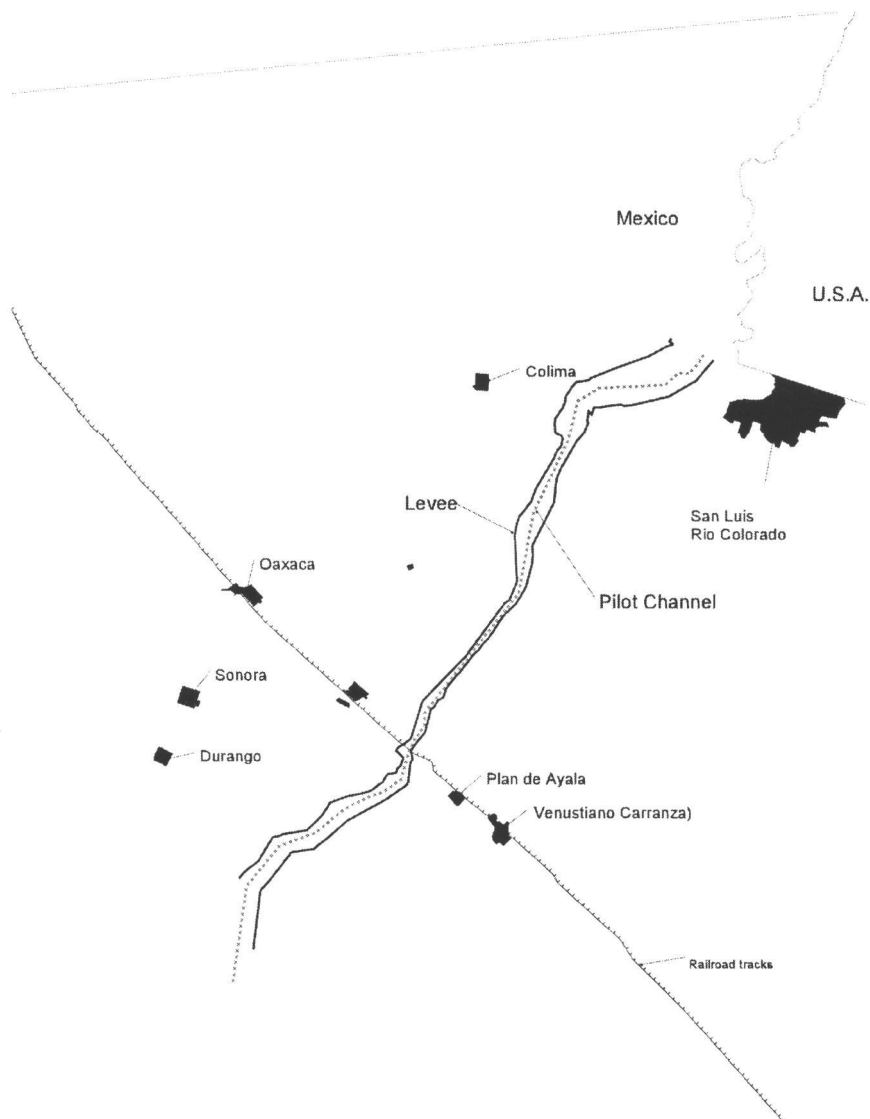 Mexico
U.S.A.
Colima
Levee
San Luis
Rio Colorado
Oaxaca
Pilot Channel
Sonora
Durango
Plan de Ayala
Venustiano Carranza)
Railroad tracks